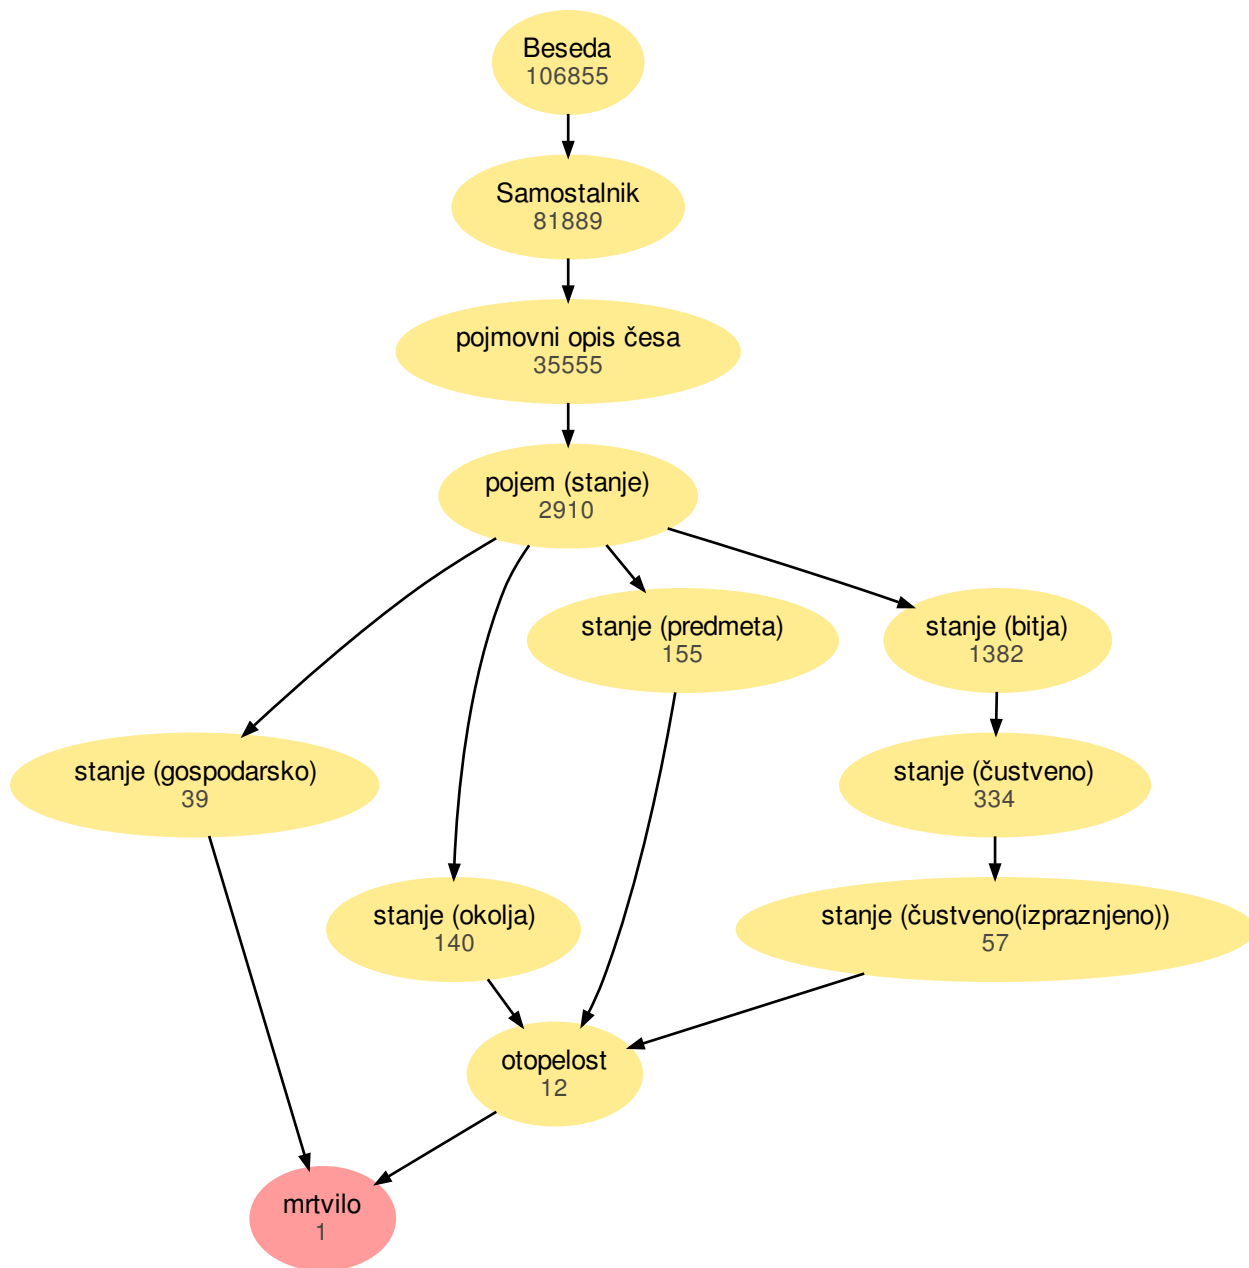 Beseda
106855
Samostalnik
81889
pojmovni opis česa
35555
pojem (stanje)
2910
stanje (predmeta)
155
stanje (bitja)
1382
stanje (gospodarsko)
39
stanje (čustveno)
334
stanje (okolja)
140
stanje (čustveno(izpraznjeno))
57
otopelost
12
mrtvilo
1